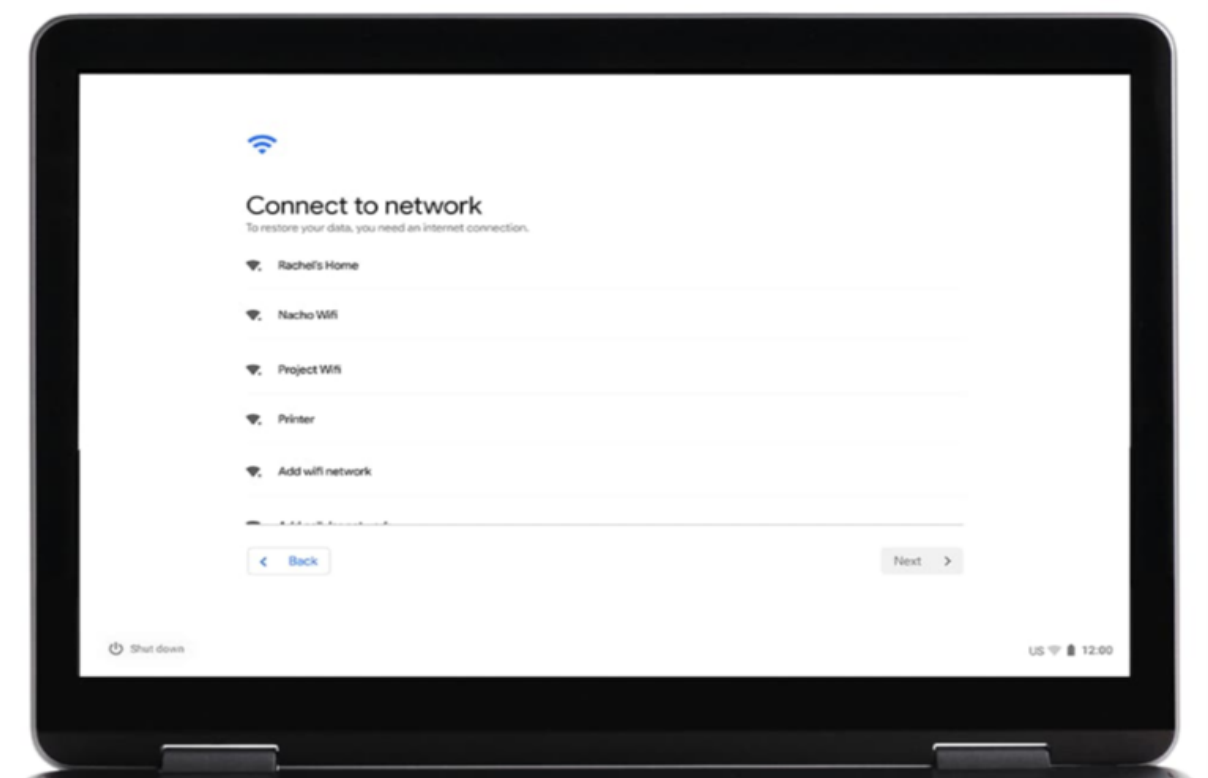 Connect to network
To restore your data, you need an internet connection.
Rachel's Home
Nacho Wifi
Project Wifi
Printer
Add wifi network
Back
Next
Shut down
US 12:00